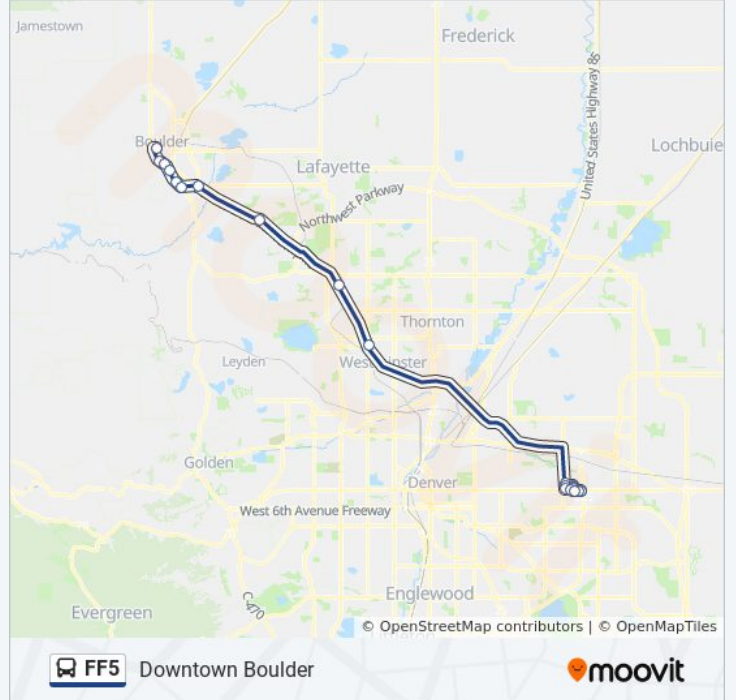 Jamestown
Frederick
United States Highway 85
Boulder
Lochbuie
Lafayette
Northwest Parkway
Thornton
Leyden
Westminster
Golden
Denver
West 6th Avenue Freeway
Englewood
C-470
Evergreen
© OpenStreetMap contributors | © OpenMapTiles
FF5 Downtown Boulder
moovit